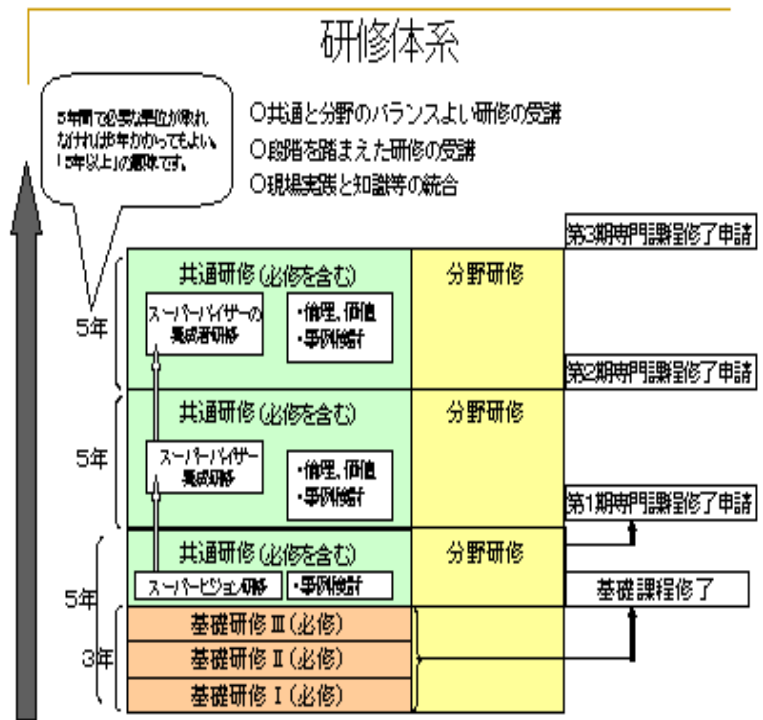 研修体系
5年間で必要な単位が取れ
なければ何年かかってもよい。
「5年以上」の意味です。
〇共通と分野のバランスよい研修の受講
〇段階を踏まえた研修の受講
〇現場実践と知識等の統合
第3期専門課程修了申請
5年
共通研修(必修を含む)
分野研修
スーパーバイザーの
養成者研修
・倫理、価値
・事例検討
第2期専門課程修了申請
5年
共通研修(必修を含む)
分野研修
スーパーバイザー
養成研修
・倫理、価値
・事例検討
第1期専門課程修了申請
5年
共通研修(必修を含む)
分野研修
スーパービジョン研修
・事例検討
基礎課程修了
3年
基礎研修Ⅲ(必修)
基礎研修Ⅱ(必修)
基礎研修Ⅰ(必修)